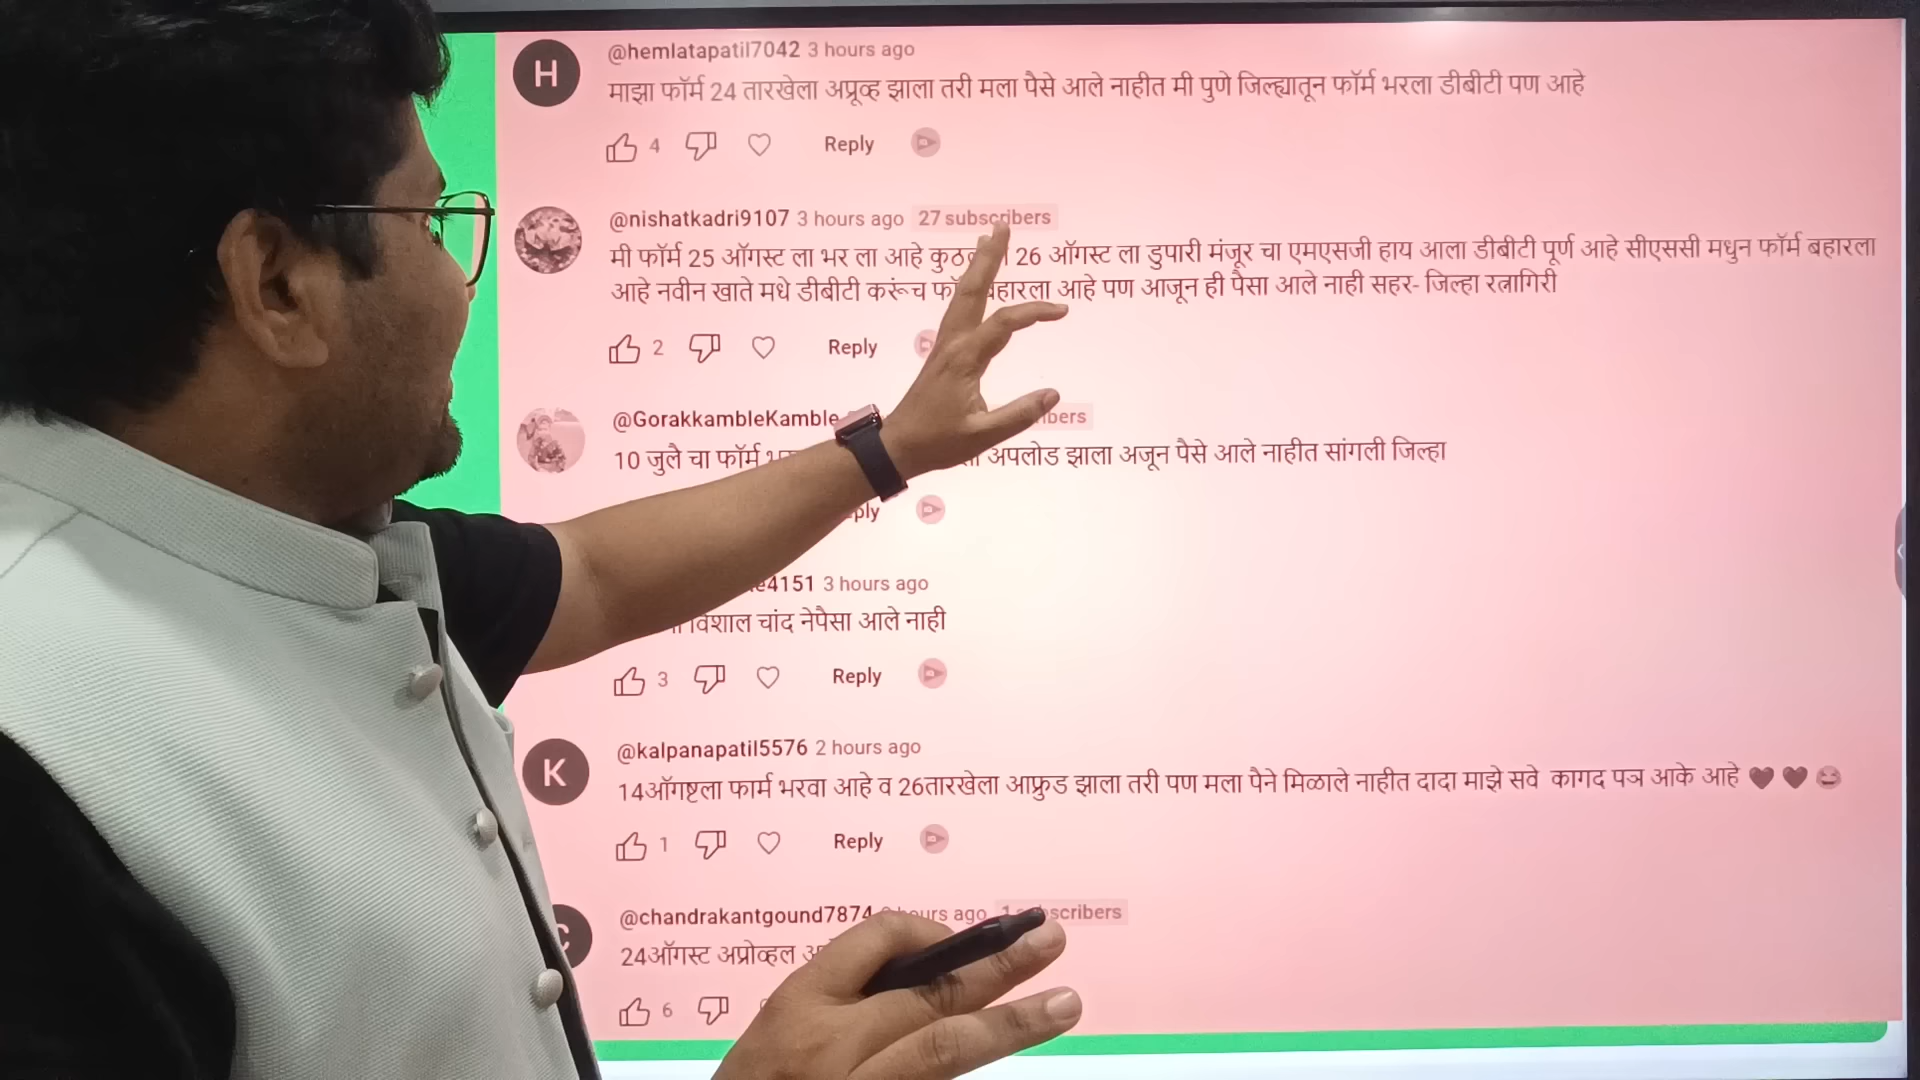 H
@hemlatapatil7042 3 hours ago
माझा फॉर्म 24 तारखेला अप्रूव्ह झाला तरी मला पैसे आले नाहीत मी पुणे जिल्ह्यातून फॉर्म भरला डीबीटी पण आहे
4 Reply
@nishatkadri9107 3 hours ago 27 subscribers
मी फॉर्म 25 ऑगस्ट ला भर ला आहे 26 ऑगस्ट ला डुपारी मंजूर चा एमएसजी हाय आला डीबीटी पूर्ण आहे सीएससी मधुन फॉर्म बहारला
आहे नवीन खाते मधे डीबीटी करूंच बहारला आहे पण आजून ही पैसा आले नाही सहर- जिल्हा रत्नागिरी
2 Reply
@GorakkambleKamble
10 जुलै चा फॉर्म अपलोड झाला अजून पैसे आले नाहीत सांगली जिल्हा
3 hours ago
विशाल चांद नेपैसा आले नाही
3 Reply
K
@kalpanapatil5576 2 hours ago
14ऑगष्टला फार्म भरवा आहे व 26तारखेला आफ्रुड झाला तरी पण मला पैने मिळाले नाहीत दादा माझे सवे कागद पत्र आके आहे 🖤 🖤 😂
1 Reply
@chandrakantgound7874
24ऑगस्ट अप्रोव्हल
6